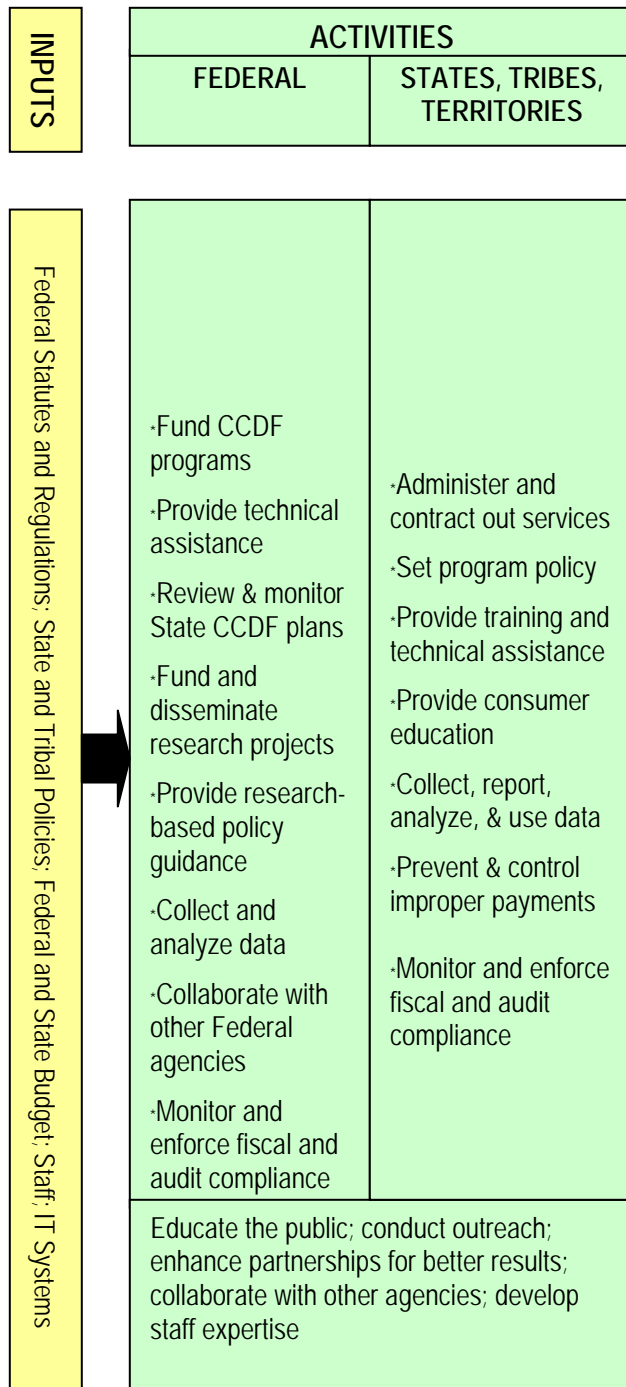 INPUTS
ACTIVITIES
FEDERAL
STATES, TRIBES,
TERRITORIES
Federal Statutes and Regulations; State and Tribal Policies; Federal and State Budget; Staff; IT Systems
*Fund CCDF
programs
*Provide technical
assistance
*Review & monitor
State CCDF plans
*Fund and
disseminate
research projects
*Provide research-
based policy
guidance
*Collect and
analyze data
*Collaborate with
other Federal
agencies
*Monitor and
enforce fiscal and
audit compliance
*Administer and
contract out services
*Set program policy
*Provide training and
technical assistance
*Provide consumer
education
*Collect, report,
analyze, & use data
*Prevent & control
improper payments
*Monitor and enforce
fiscal and audit
compliance
Educate the public; conduct outreach;
enhance partnerships for better results;
collaborate with other agencies; develop
staff expertise